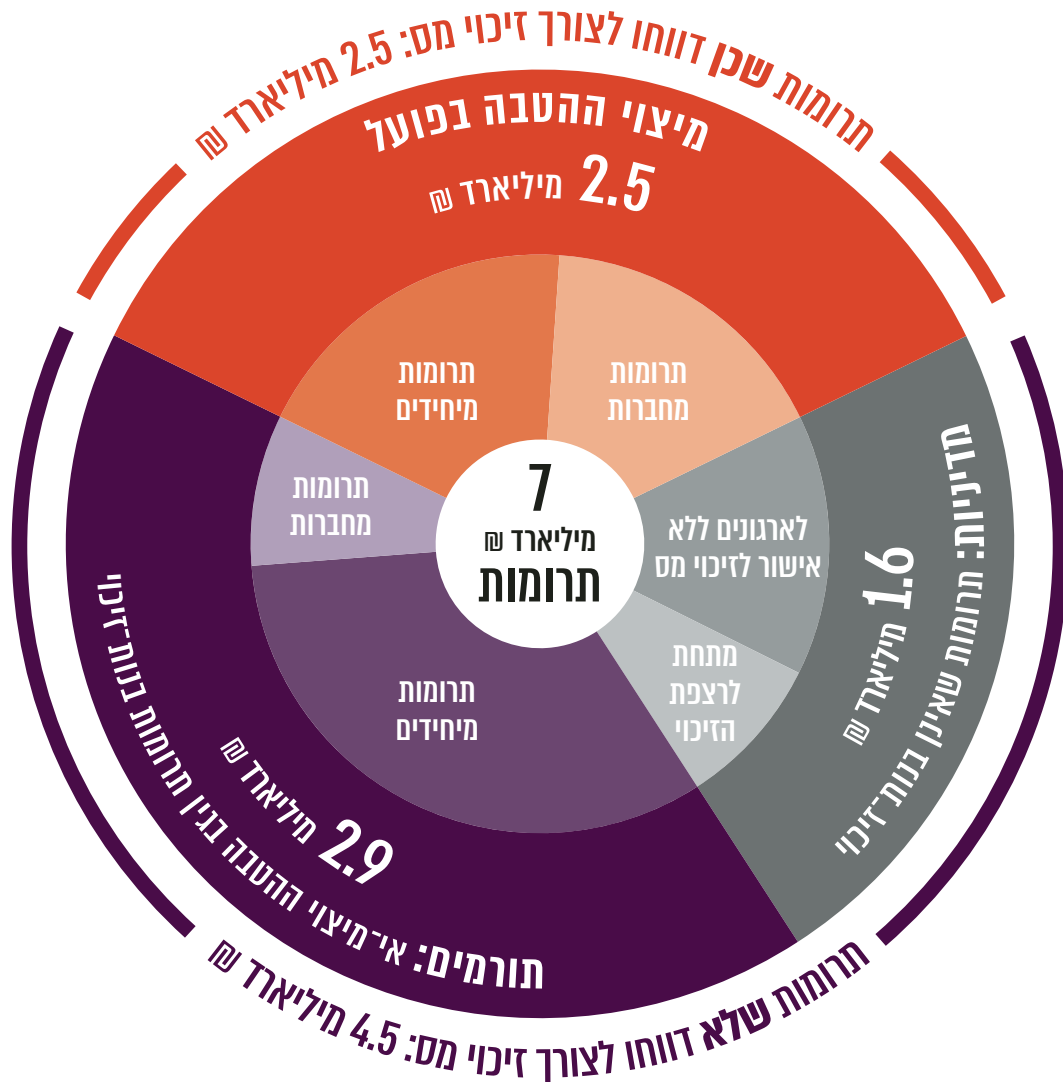 תרומות שכן דווחו לצורך זיכוי מס: 2.5 מיליארד ₪
מיצוי ההטבה בפועל
2.5 מיליארד ₪
תרומות
מיחידים
תרומות
מחברות
7
מיליארד ₪
תרומות
לארגונים ללא
אישור לזיכוי מס
מתחת
לרצפת
הזיכוי
מדיניות: תרומות שאינן בנות־זיכוי
1.6 מיליארד ₪
תרומות
מחברות
תרומות
מיחידים
2.9 מיליארד ₪
תורמים: אי־מיצוי ההטבה בגין תרומות בנות־זיכוי
תרומות שלא דווחו לצורך זיכוי מס: 4.5 מיליארד ₪